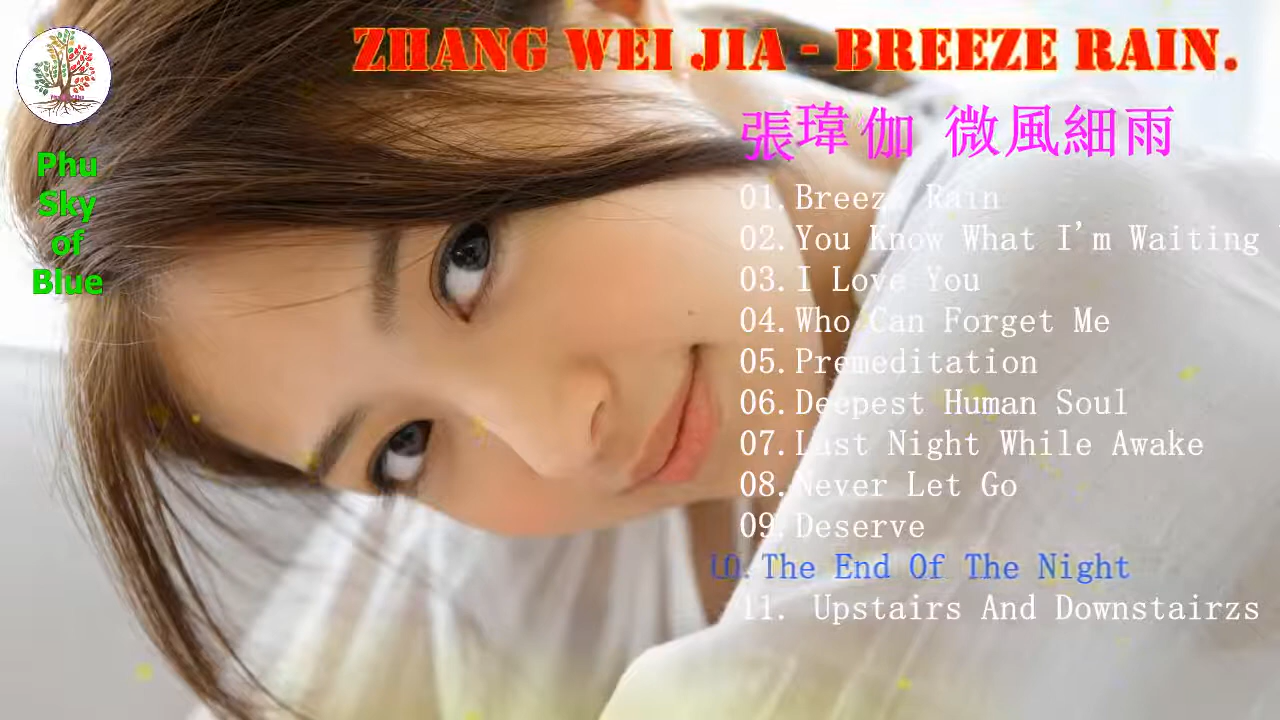 ZHANG WEI JIA - BREEZE RAIN.
張瑋伽 微風細雨
Phu
Sky
of
Blue
01.Breeze Rain
02.You Know What I'm Waiting
03.I Love You
04.Who Can Forget Me
05.Premeditation
06.Deepest Human Soul
07.Last Night While Awake
08.Never Let Go
09.Deserve
10.The End Of The Night
11. Upstairs And Downstairzs